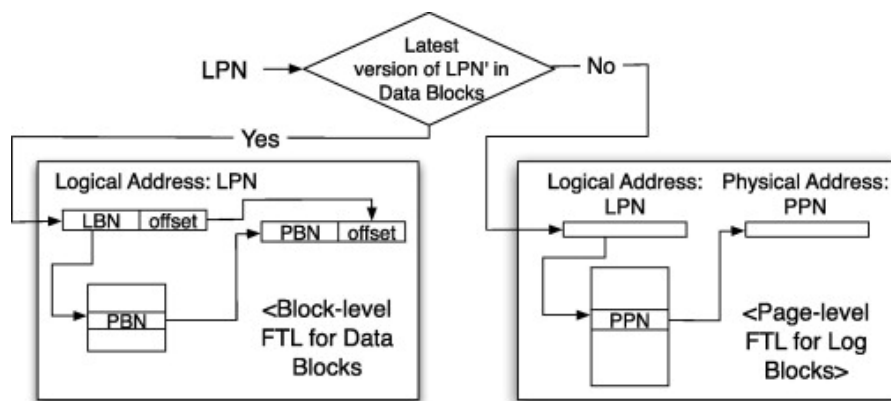 Latest
version of LPN' in
Data Blocks
LPN
No
Yes
Logical Address: LPN
LBN offset
PBN offset
PBN
<Block-level
FTL for Data
Blocks
Logical Address:
LPN
Physical Address:
PPN
PPN
<Page-level
FTL for Log
Blocks>